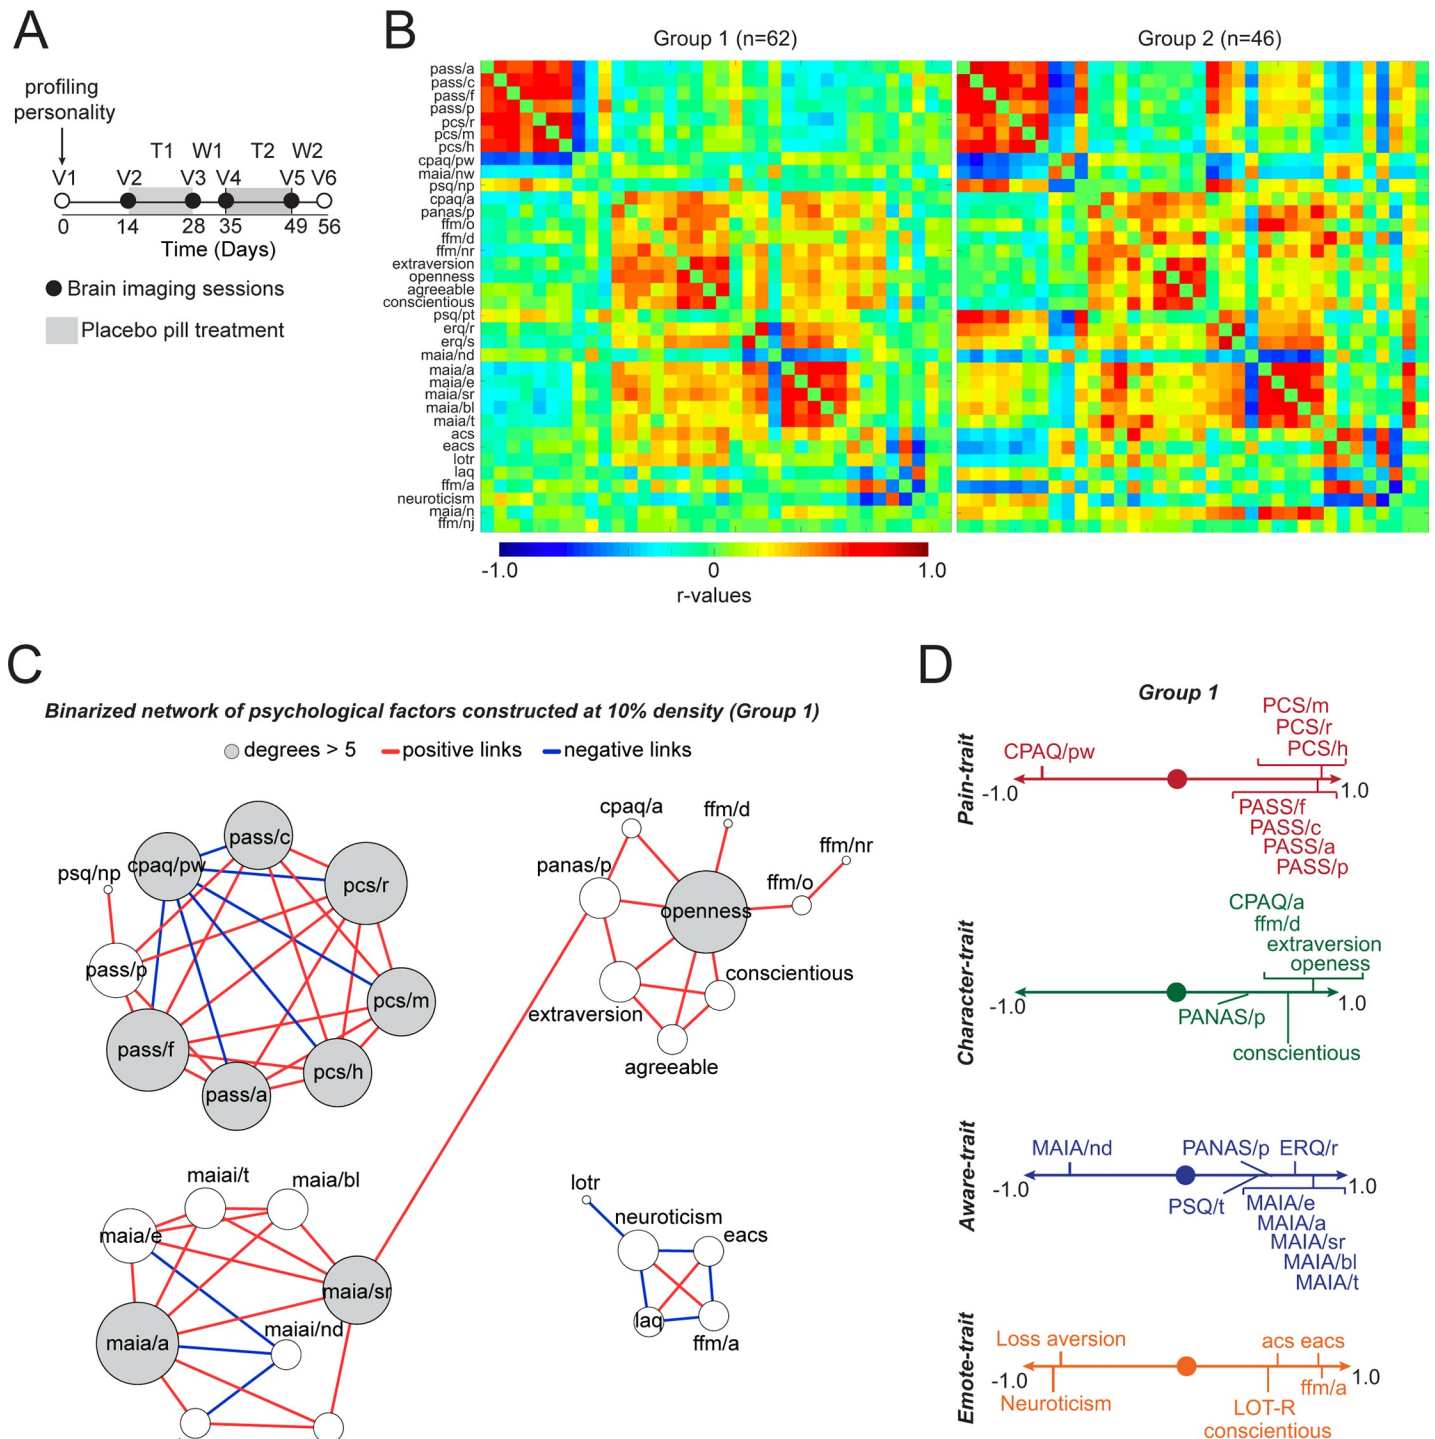 A
profiling
personality
T1 W1 T2 W2
V1 V2 V3 V4 V5 V6
0 14 28 35 49 56
Time (Days)
Brain imaging sessions
Placebo pill treatment
B
Group 1 (n=62)
Group 2 (n=46)
pass/a
pass/c
pass/f
pass/p
pcs/r
pcs/m
pcs/h
cpaq/pw
maia/nw
psq/np
cpaq/a
panas/p
ffm/o
ffm/d
ffm/nr
extraversion
openness
agreeable
conscientious
psq/pt
erq/r
erq/s
maia/nd
maia/a
maia/e
maia/sr
maia/bl
maia/t
acs
eacs
lotr
laq
ffm/a
neuroticism
maia/n
ffm/nj
-1.0 0 1.0
r-values
C
Binarized network of psychological factors constructed at 10% density (Group 1)
degrees > 5 positive links negative links
pass/c
cpaq/pw
psq/np
pcs/r
pass/p
pcs/m
pass/f
pcs/h
pass/a
cpaq/a
ffm/d
ffm/nr
panas/p
ffm/o
openness
conscientious
extraversion
agreeable
maiai/t
maia/bl
maia/e
maia/sr
maiai/nd
maia/a
lotr
neuroticism
eacs
laq
ffm/a
D
Group 1
Pain-trait
PCS/m
PCS/r
PCS/h
CPAQ/pw
-1.0
1.0
PASS/f
PASS/c
PASS/a
PASS/p
Character-trait
CPAQ/a
ffm/d
extraversion
openess
-1.0
1.0
PANAS/p
conscientious
Aware-trait
MAIA/nd
PANAS/p
ERQ/r
-1.0
1.0
PSQ/t
MAIA/e
MAIA/a
MAIA/sr
MAIA/bl
MAIA/t
Emote-trait
Loss aversion
acs eacs
-1.0
1.0
Neuroticism
ffm/a
LOT-R
conscientious